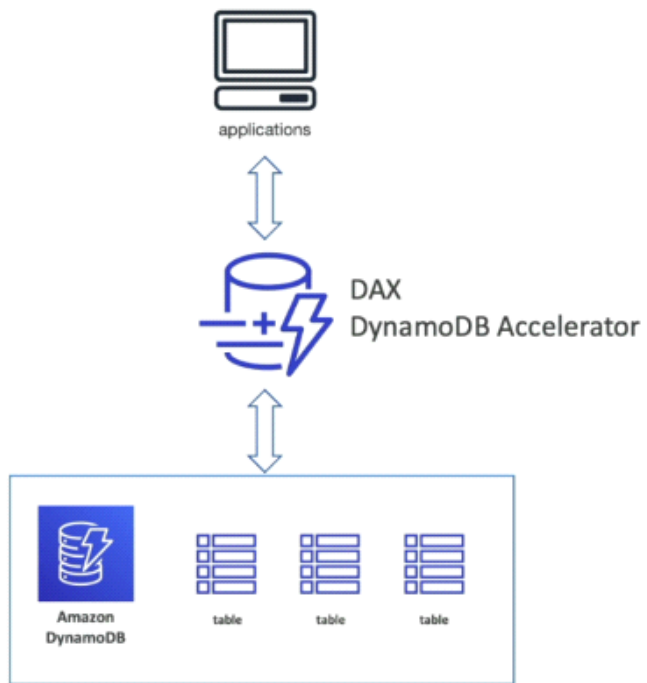 applications
DAX
DynamoDB Accelerator
Amazon
DynamoDB
table
table
table